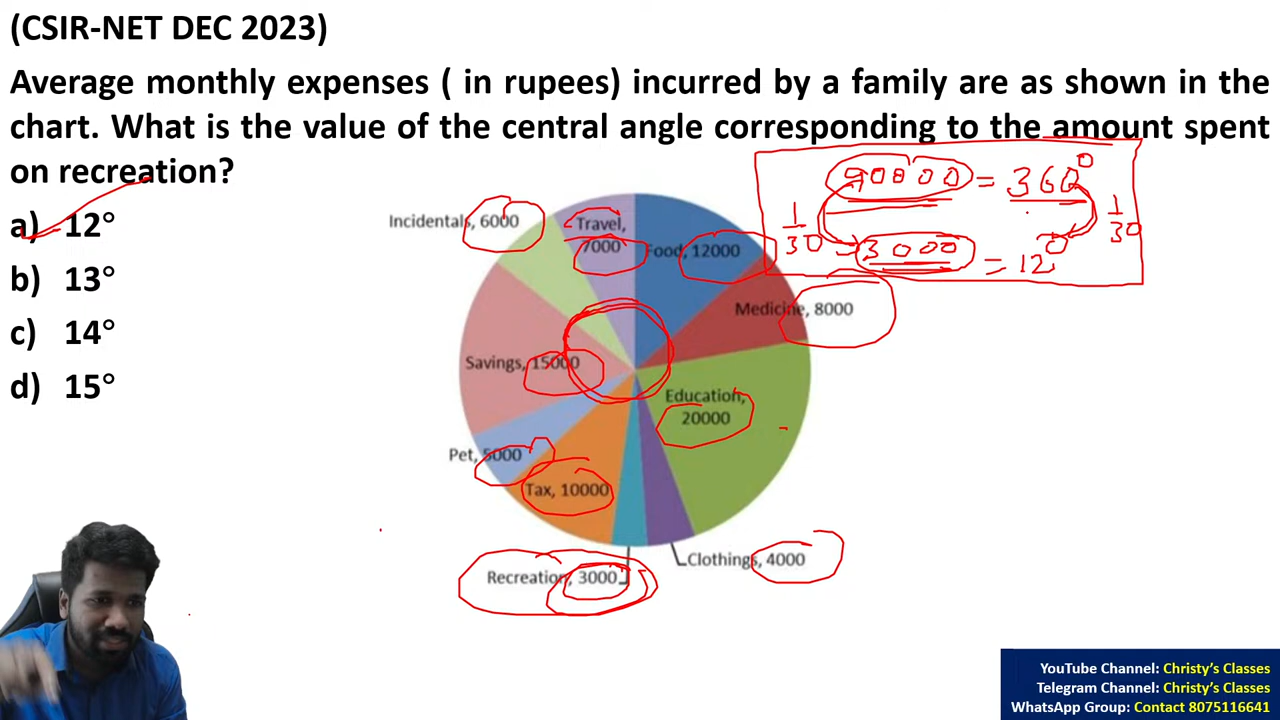 (CSIR-NET DEC 2023)
Average monthly expenses ( in rupees) incurred by a family are as shown in the
chart. What is the value of the central angle corresponding to the amount spent
on recreation?
a) 12°
b) 13°
c) 14°
d) 15°
Incidentals, 6000
Travel,
7000
Food, 12000
Medicine, 8000
Savings, 15000
Education,
20000
Pet, 5000
Tax, 10000
Recreation, 3000
Clothings, 4000
90000 = 360°
1/30
1/30
3000 = 12°
YouTube Channel: Christy's Classes
Telegram Channel: Christy's Classes
WhatsApp Group: Contact 8075116641